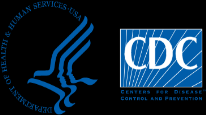 DEPARTMENT OF HEALTH & HUMAN SERVICES·USA
CDC
CENTERS FOR DISEASE
CONTROL AND PREVENTION